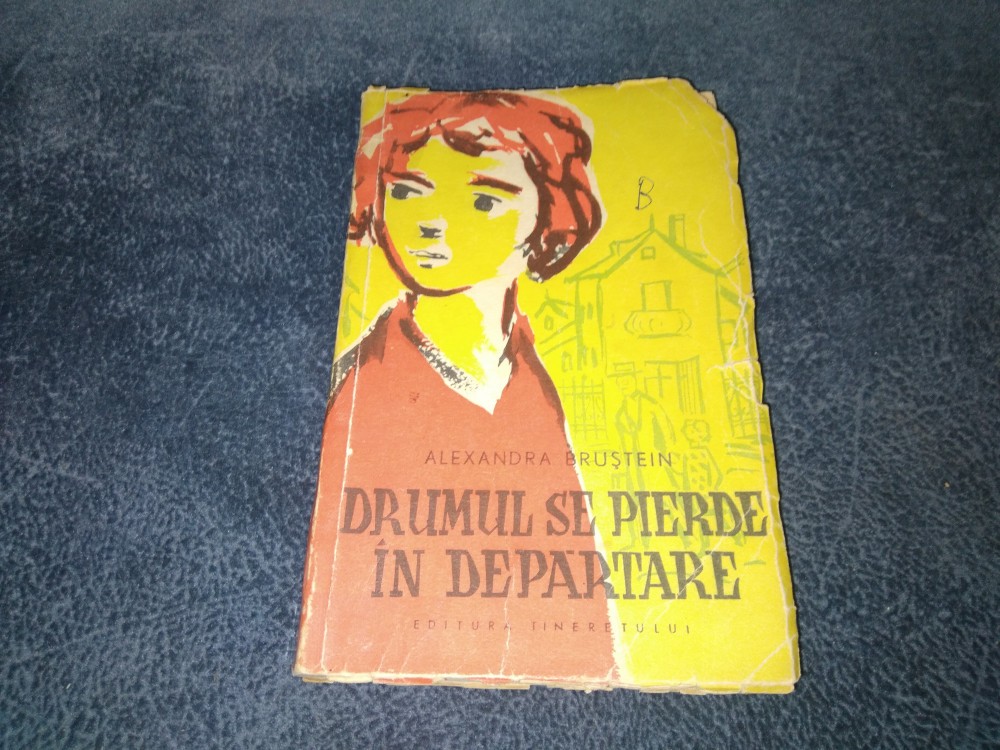 B
ALEXANDRA BRUȘTEIN
DRUMUL SE PIERDE
ÎN DEPĂRTARE
EDITURA TINERETULUI